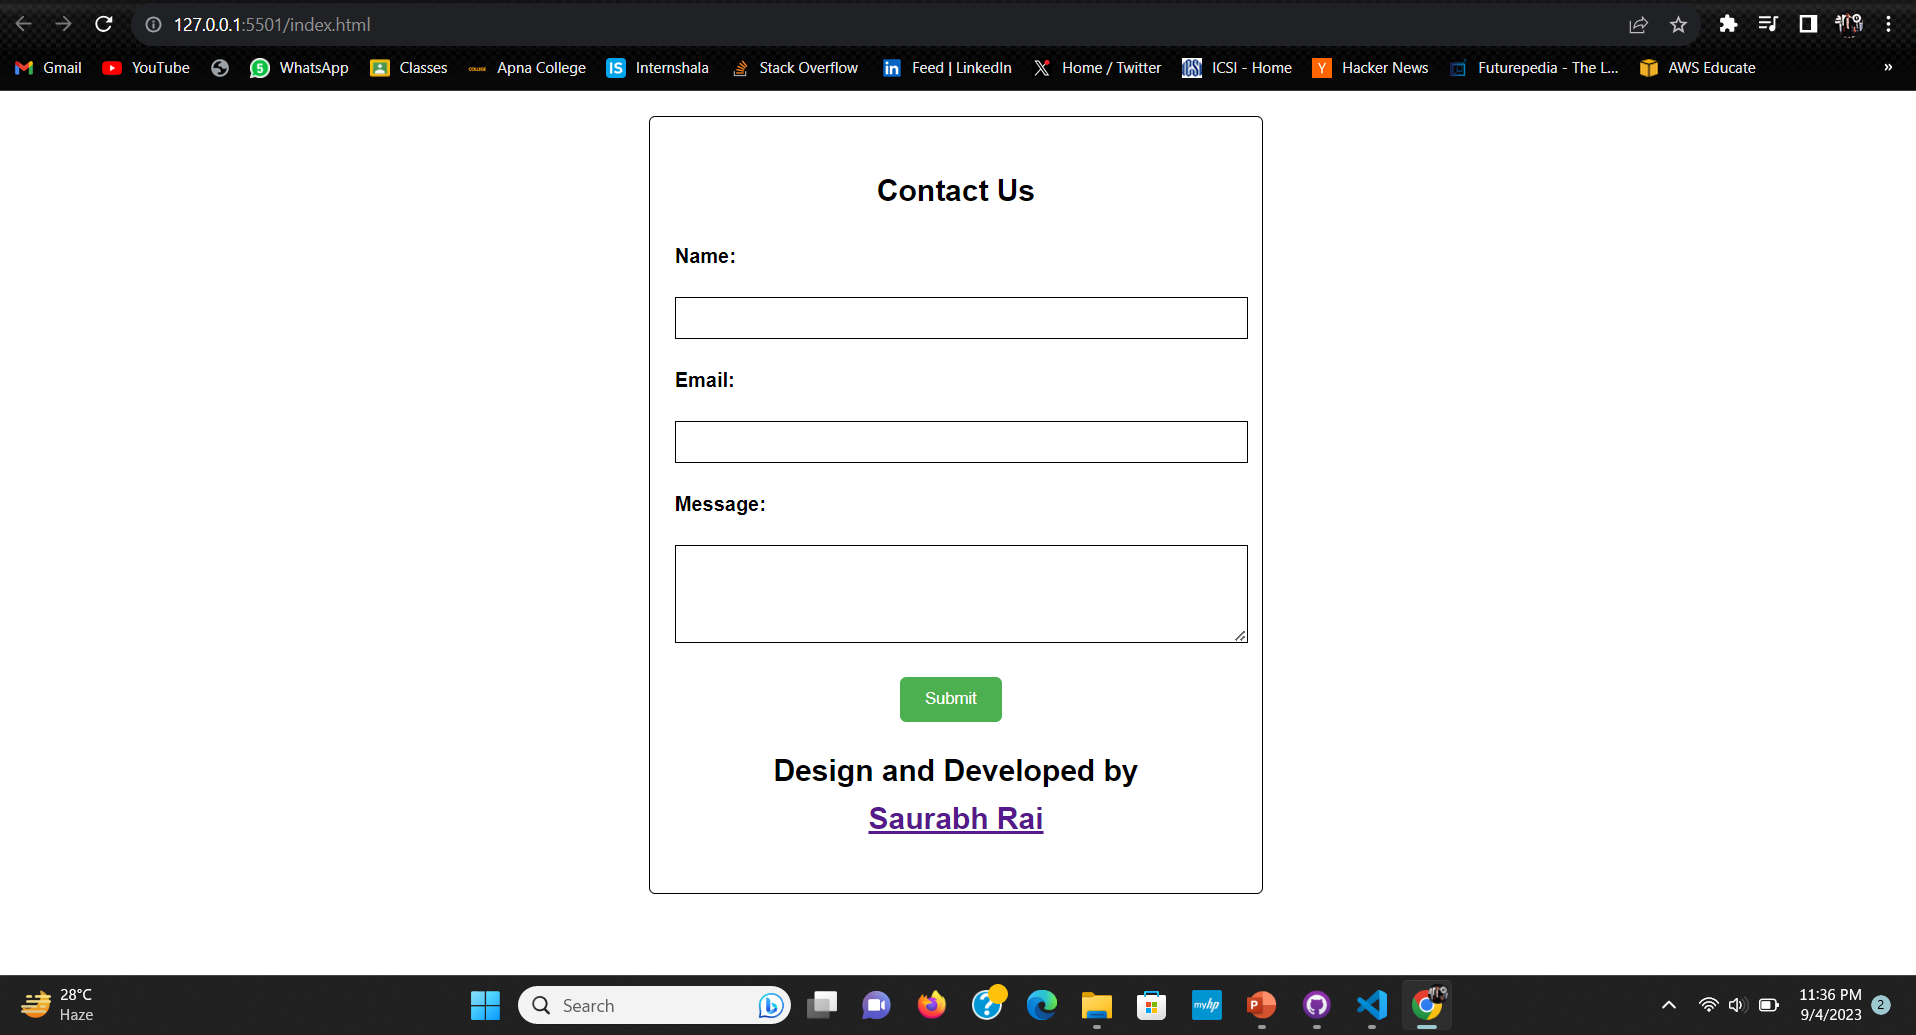 127.0.0.1:5501/index.html
Gmail YouTube WhatsApp Classes Apna College Internshala Stack Overflow Feed | LinkedIn Home / Twitter ICSI - Home Hacker News Futurepedia - The L... AWS Educate »
Contact Us
Name:
Email:
Message:
Submit
Design and Developed by
Saurabh Rai
28°C
Haze
Search
myhp
11:36 PM
9/4/2023
2